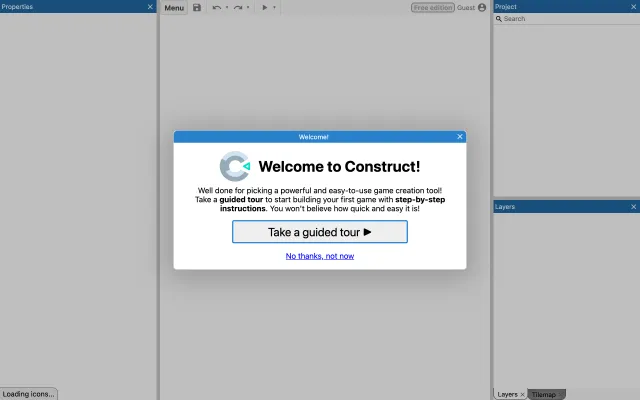 Properties
Menu
Free edition
Guest
Project
Search
Welcome!
Welcome to Construct!
Well done for picking a powerful and easy-to-use game creation tool!
Take a guided tour to start building your first game with step-by-step
instructions. You won't believe how quick and easy it is!
Take a guided tour
No thanks, not now
Layers
Loading icons...
Layers
Tilemap